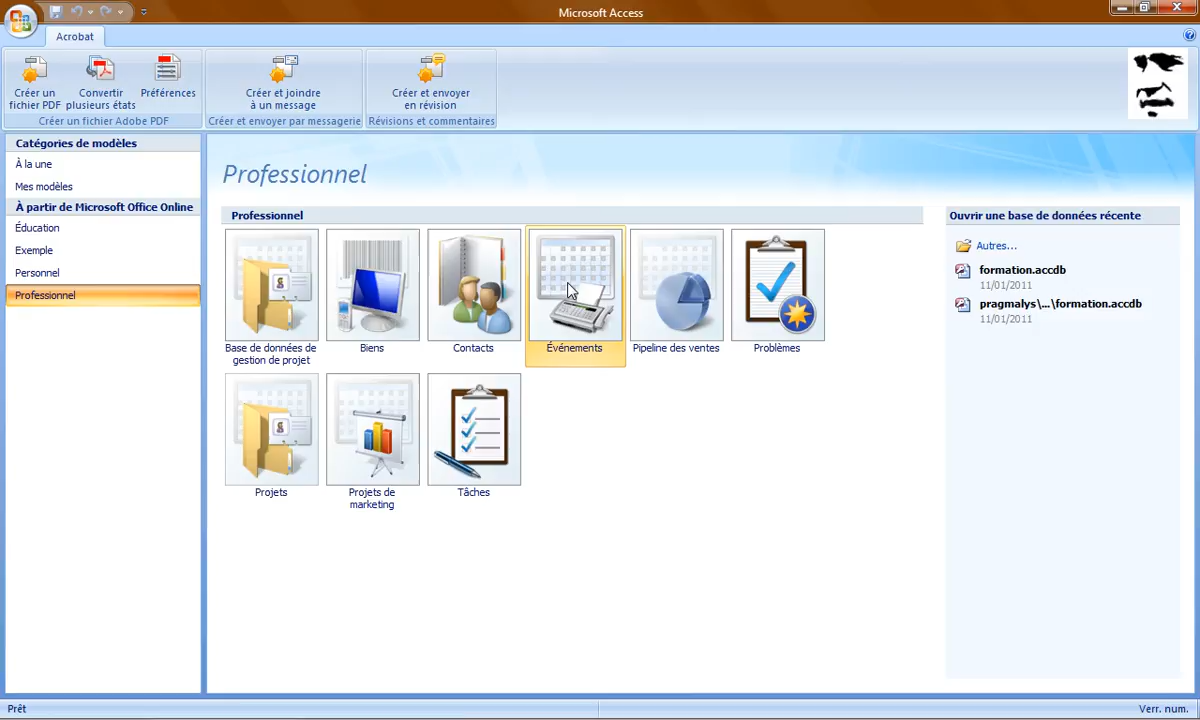 Microsoft Access
Acrobat
Créer un
fichier PDF
Convertir
plusieurs états
Préférences
Créer un fichier Adobe PDF
Créer et joindre
à un message
Créer et envoyer par messagerie
Créer et envoyer
en révision
Révisions et commentaires
Catégories de modèles
À la une
Mes modèles
À partir de Microsoft Office Online
Éducation
Exemple
Personnel
Professionnel
Professionnel
Professionnel
Base de données de
gestion de projet
Biens
Contacts
Événements
Pipeline des ventes
Problèmes
Projets
Projets de
marketing
Tâches
Ouvrir une base de données récente
Autres...
formation.accdb
11/01/2011
pragmalys\...\formation.accdb
11/01/2011
Prêt
Verr. num.